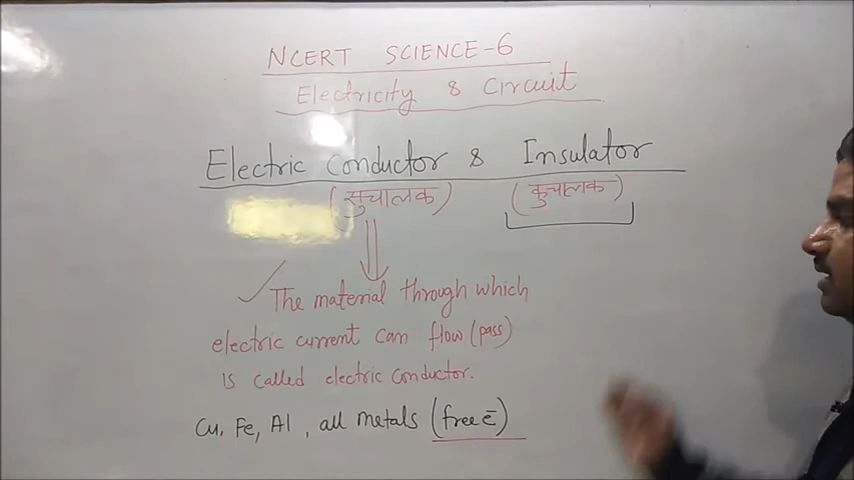 NCERT SCIENCE-6
Electricity & Circuit
Electric Conductor & Insulator
(सुचालक) (कुचालक)
The material through which
electric current can flow (pass)
is called electric conductor.
Cu, Fe, Al, all metals (free e⁻)